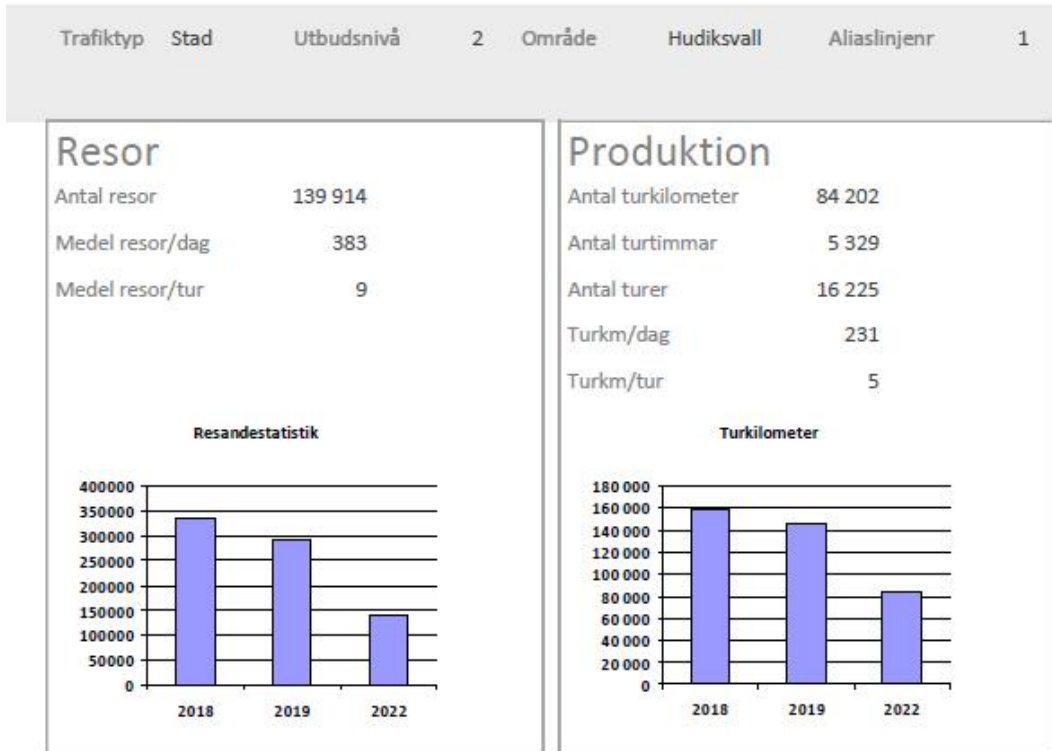 Trafiktyp Stad Utbudsnivå 2 Område Hudiksvall Aliaslinjenr 1
Resor
Antal resor 139 914
Medel resor/dag 383
Medel resor/tur 9
Resandestatistik
400000
350000
300000
250000
200000
150000
100000
50000
0
2018 2019 2022
Produktion
Antal turkilometer 84 202
Antal turtimmar 5 329
Antal turer 16 225
Turkm/dag 231
Turkm/tur 5
Turkilometer
180 000
160 000
140 000
120 000
100 000
80 000
60 000
40 000
20 000
0
2018 2019 2022